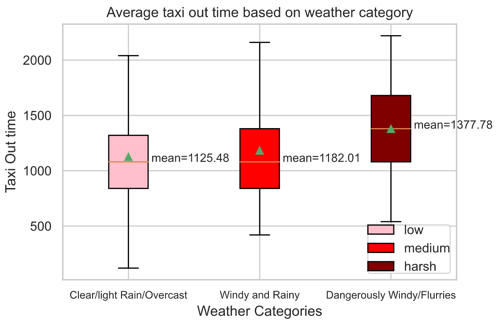 Average taxi out time based on weather category
Taxi Out time
2000
1500
1000
500
mean=1125.48
mean=1182.01
mean=1377.78
low
medium
harsh
Clear/light Rain/Overcast
Windy and Rainy
Dangerously Windy/Flurries
Weather Categories